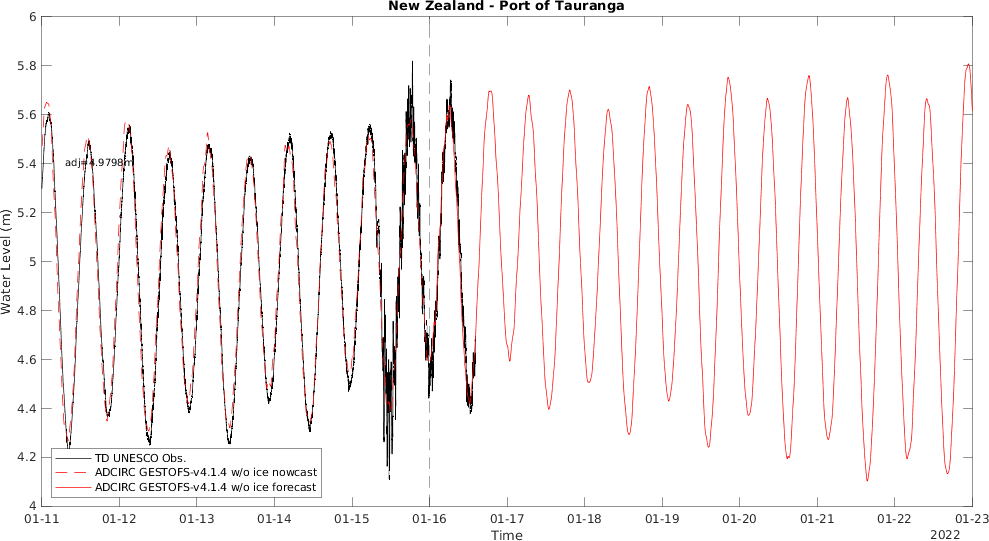 New Zealand - Port of Tauranga
6
5.8
5.6
5.4
5.2
5
4.8
4.6
4.4
4.2
4
Water Level (m)
adj=4.9798m
TD UNESCO Obs.
ADCIRC GESTOFS-v4.1.4 w/o ice nowcast
ADCIRC GESTOFS-v4.1.4 w/o ice forecast
01-11 01-12 01-13 01-14 01-15 01-16 01-17 01-18 01-19 01-20 01-21 01-22 01-23
Time
2022